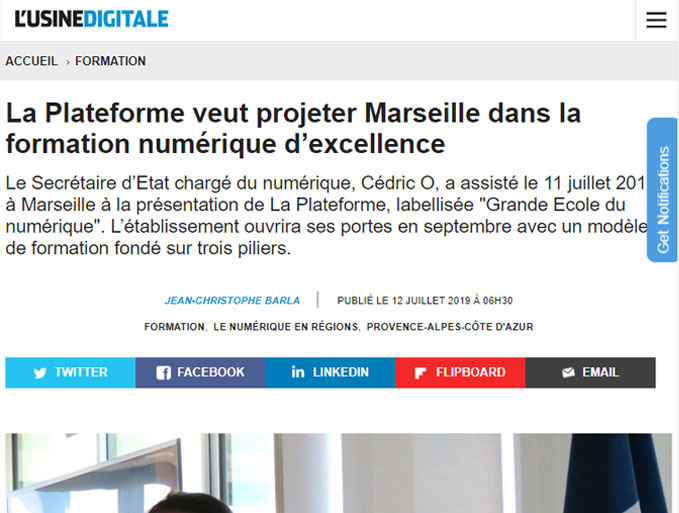 L'USINEDIGITALE
ACCUEIL › FORMATION
La Plateforme veut projeter Marseille dans la
formation numérique d’excellence
Le Secrétaire d’Etat chargé du numérique, Cédric O, a assisté le 11 juillet 201
à Marseille à la présentation de La Plateforme, labellisée "Grande Ecole du
numérique". L’établissement ouvrira ses portes en septembre avec un modèle
de formation fondé sur trois piliers.
Get Notifications
JEAN-CHRISTOPHE BARLA | PUBLIÉ LE 12 JUILLET 2019 À 06H30
FORMATION, LE NUMÉRIQUE EN RÉGIONS, PROVENCE-ALPES-CÔTE D'AZUR
TWITTER FACEBOOK LINKEDIN FLIPBOARD EMAIL